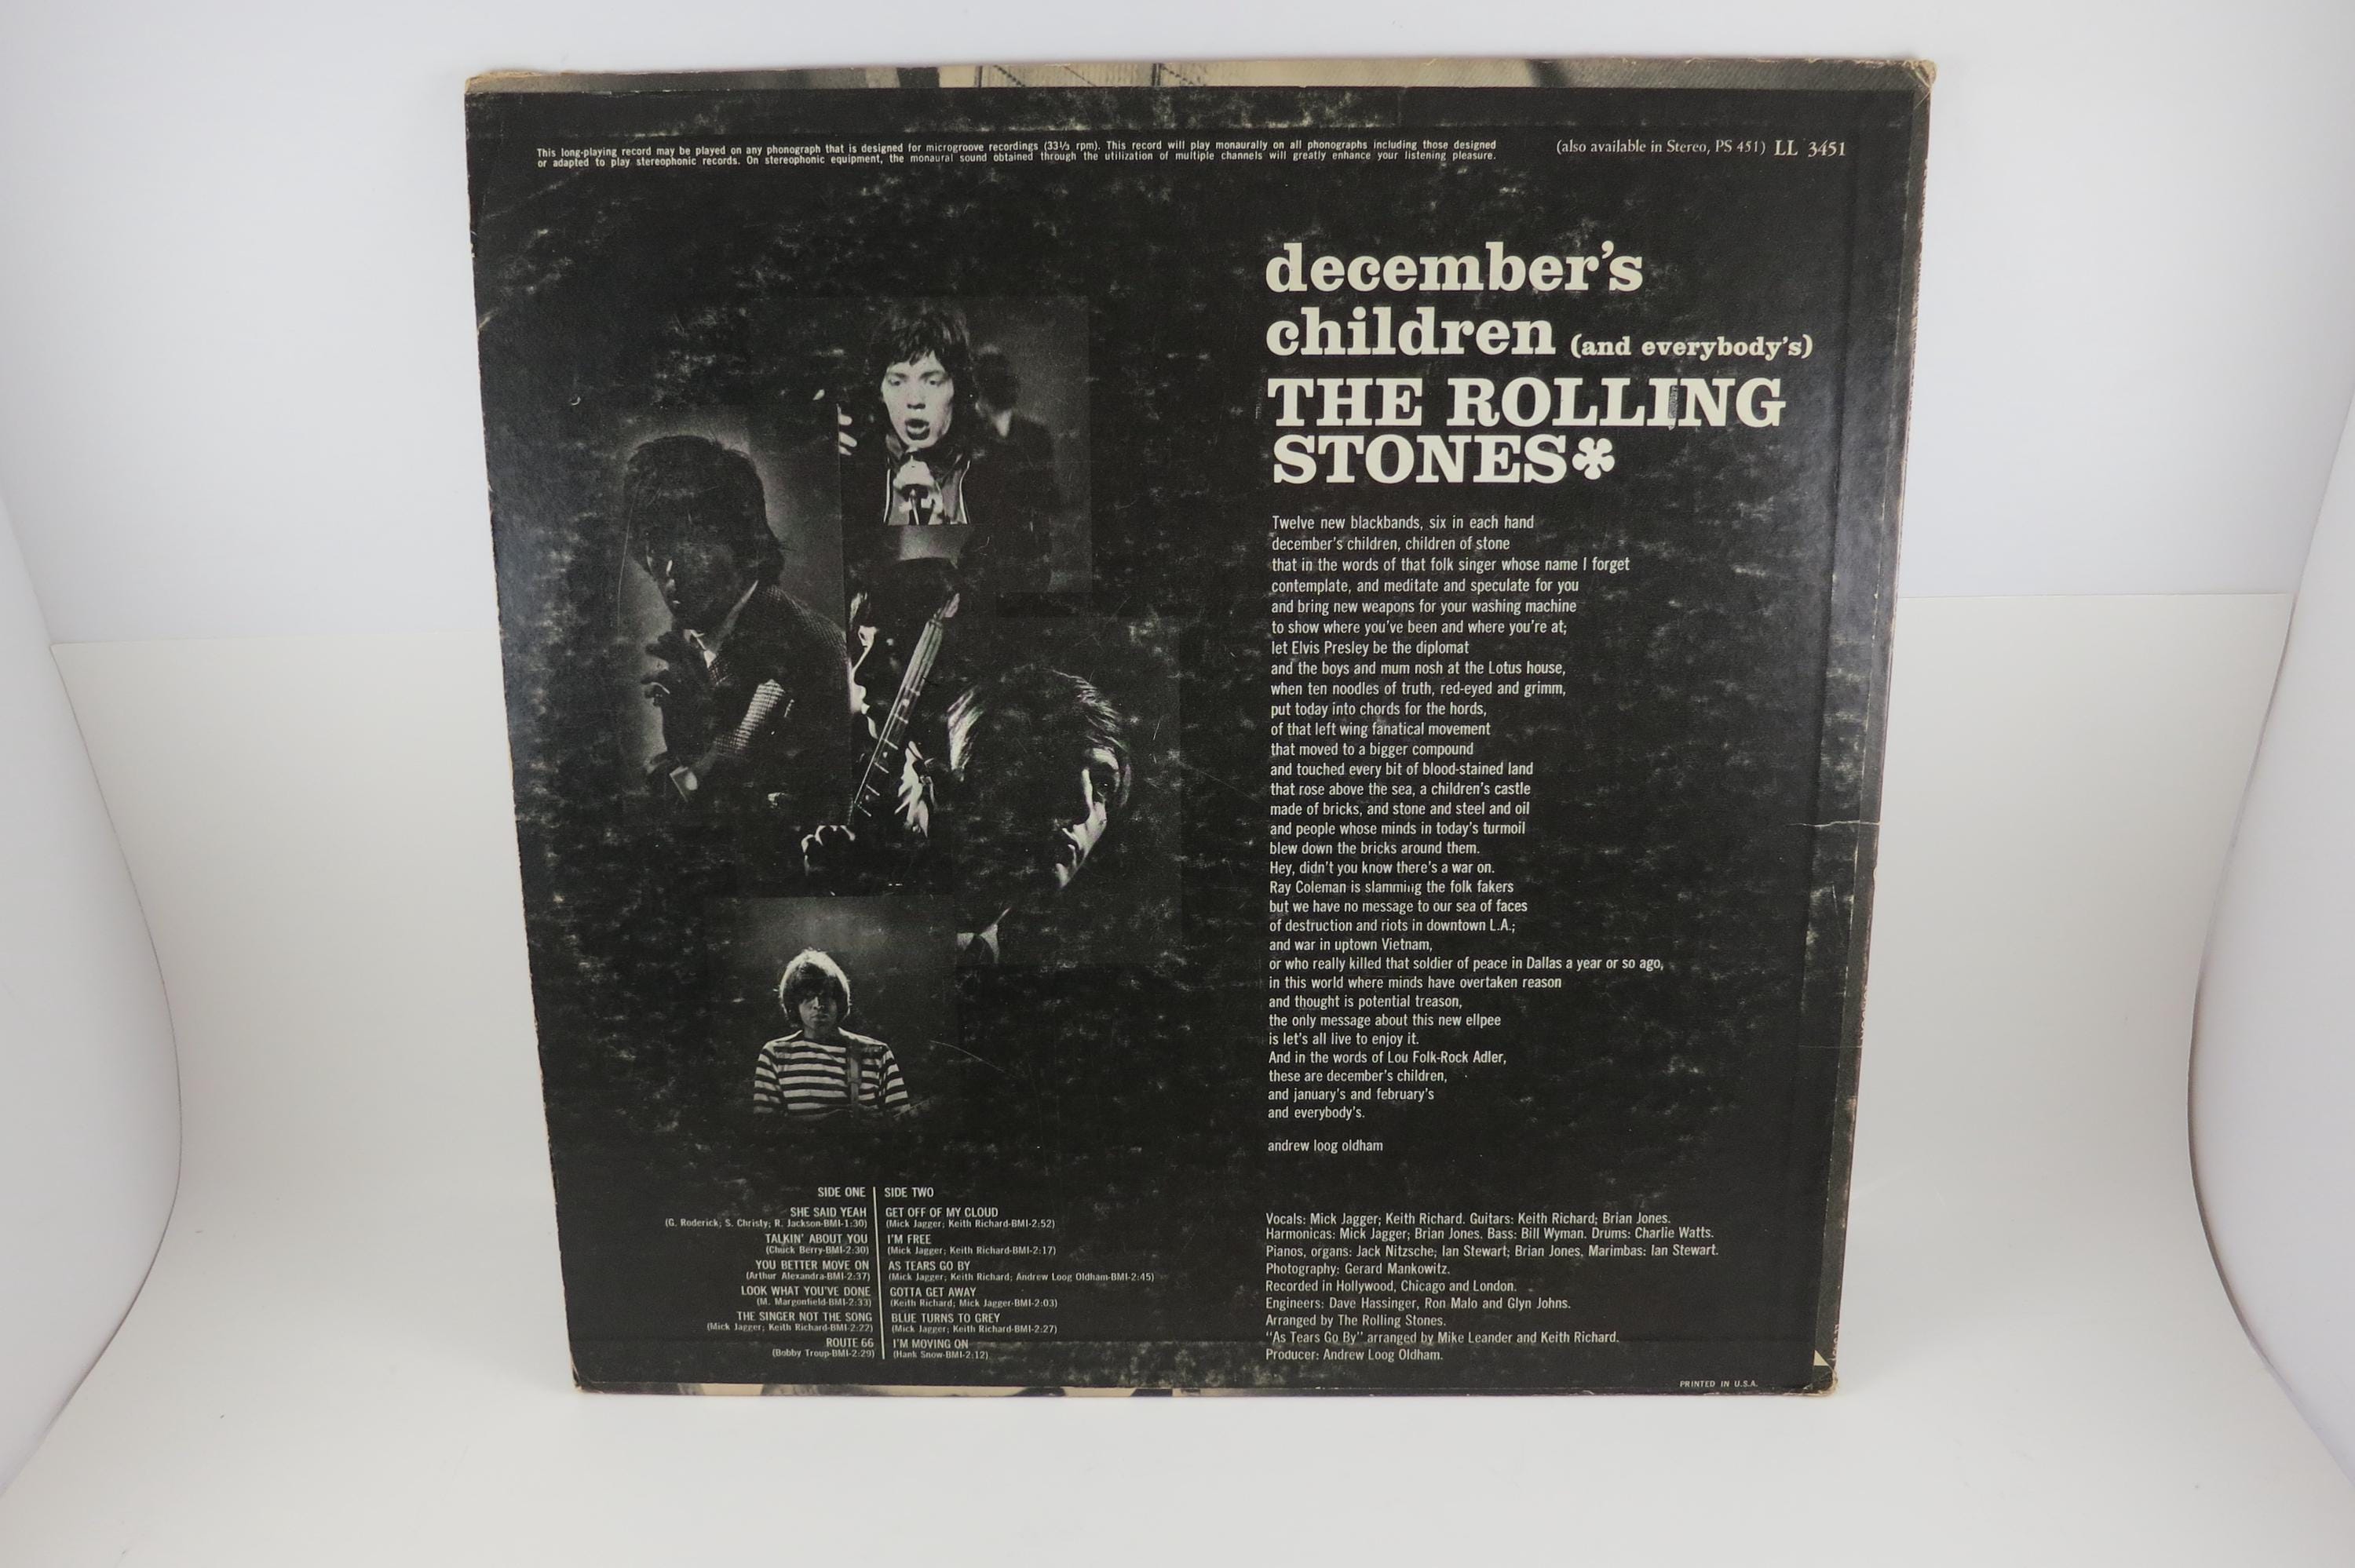 This long-playing record may be played on any phonograph that is designed for microgroove recordings (33⅓ rpm). This record will play monaurally on all phonographs including those designed
or adapted to play stereophonic records. On stereophonic equipment, the monaural sound obtained through the utilization of multiple channels will greatly enhance your listening pleasure.
(also available in Stereo, PS 451) LL 3451
december's
children (and everybody's)
THE ROLLING
STONES*
Twelve new blackbands, six in each hand
december's children, children of stone
that in the words of that folk singer whose name I forget
contemplate, and meditate and speculate for you
and bring new weapons for your washing machine
to show where you've been and where you're at;
let Elvis Presley be the diplomat
and the boys and mum nosh at the Lotus house,
when ten noodles of truth, red-eyed and grimm,
put today into chords for the hords,
of that left wing fanatical movement
that moved to a bigger compound
and touched every bit of blood-stained land
that rose above the sea, a children's castle
made of bricks, and stone and steel and oil
and people whose minds in today's turmoil
blew down the bricks around them.
Hey, didn't you know there's a war on.
Ray Coleman is slamming the folk fakers
but we have no message to our sea of faces
of destruction and riots in downtown L.A.;
and war in uptown Vietnam,
or who really killed that soldier of peace in Dallas a year or so ago,
in this world where minds have overtaken reason
and thought is potential treason,
the only message about this new ellpee
is let's all live to enjoy it.
And in the words of Lou Folk-Rock Adler,
these are december's children,
and january's and february's
and everybody's.
andrew loog oldham
SIDE ONE
SHE SAID YEAH
(G. Roderick; S. Christy; R. Jackson-BMI-1:30)
TALKIN' ABOUT YOU
(Chuck Berry-BMI-2:30)
YOU BETTER MOVE ON
(Arthur Alexandra-BMI-2:37)
LOOK WHAT YOU'VE DONE
(M. Margonfield-BMI-2:33)
THE SINGER NOT THE SONG
(Mick Jagger; Keith Richard-BMI-2:22)
ROUTE 66
(Bobby Troup-BMI-2:29)
SIDE TWO
GET OFF OF MY CLOUD
(Mick Jagger; Keith Richard-BMI-2:52)
I'M FREE
(Mick Jagger; Keith Richard-BMI-2:17)
AS TEARS GO BY
(Mick Jagger; Keith Richard; Andrew Loog Oldham-BMI-2:45)
GOTTA GET AWAY
(Keith Richard; Mick Jagger-BMI-2:03)
BLUE TURNS TO GREY
(Mick Jagger; Keith Richard-BMI-2:27)
I'M MOVING ON
(Hank Snow-BMI-2:12)
Vocals: Mick Jagger; Keith Richard. Guitars: Keith Richard; Brian Jones.
Harmonicas: Mick Jagger; Brian Jones. Bass: Bill Wyman. Drums: Charlie Watts.
Pianos, organs: Jack Nitzsche; Ian Stewart; Brian Jones. Marimbas: Ian Stewart.
Photography: Gerard Mankowitz.
Recorded in Hollywood, Chicago and London.
Engineers: Dave Hassinger, Ron Malo and Glyn Johns.
Arranged by The Rolling Stones.
"As Tears Go By" arranged by Mike Leander and Keith Richard.
Producer: Andrew Loog Oldham.
PRINTED IN U.S.A.